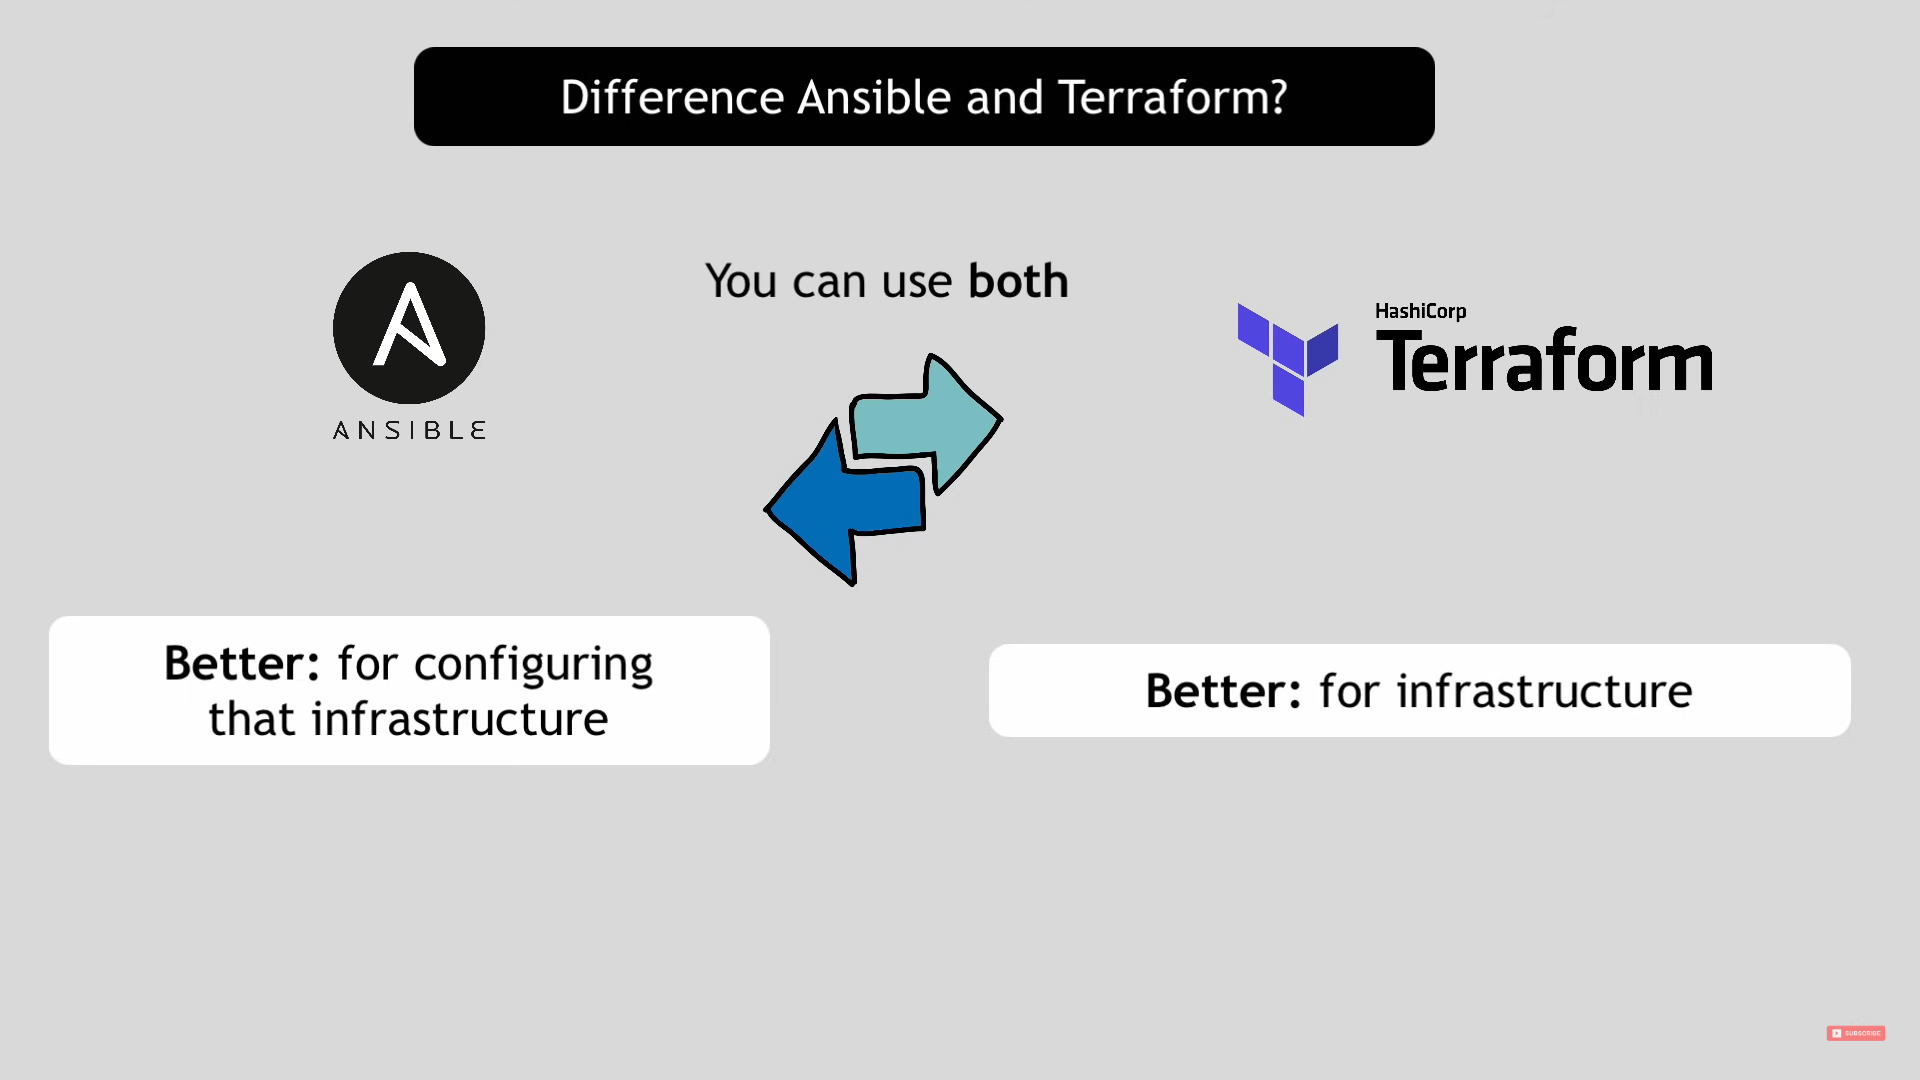 Difference Ansible and Terraform?
You can use both
ANSIBLE
HashiCorp
Terraform
Better: for configuring
that infrastructure
Better: for infrastructure
SUBSCRIBE